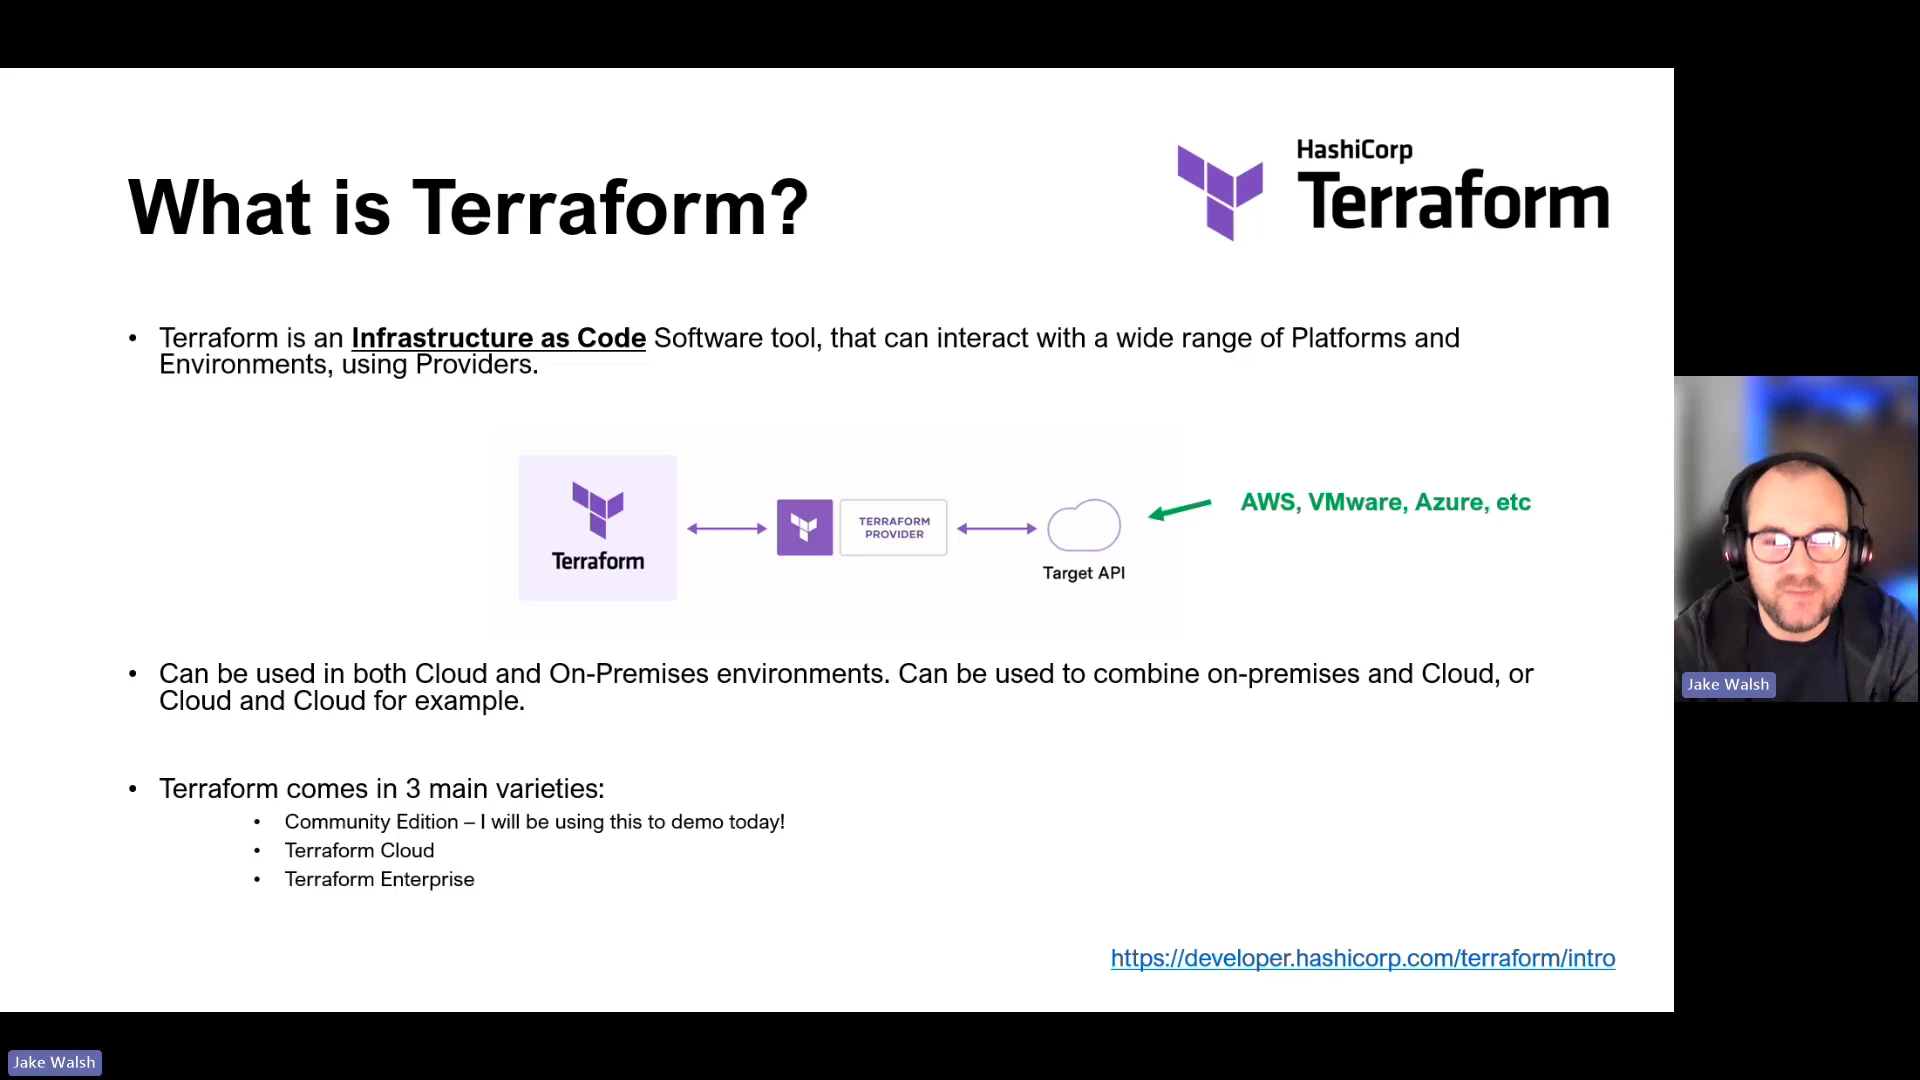 What is Terraform?
HashiCorp
Terraform
• Terraform is an Infrastructure as Code Software tool, that can interact with a wide range of Platforms and
Environments, using Providers.
Terraform
TERRAFORM
PROVIDER
Target API
AWS, VMware, Azure, etc
• Can be used in both Cloud and On-Premises environments. Can be used to combine on-premises and Cloud, or
Cloud and Cloud for example.
• Terraform comes in 3 main varieties:
• Community Edition – I will be using this to demo today!
• Terraform Cloud
• Terraform Enterprise
https://developer.hashicorp.com/terraform/intro
Jake Walsh
Jake Walsh